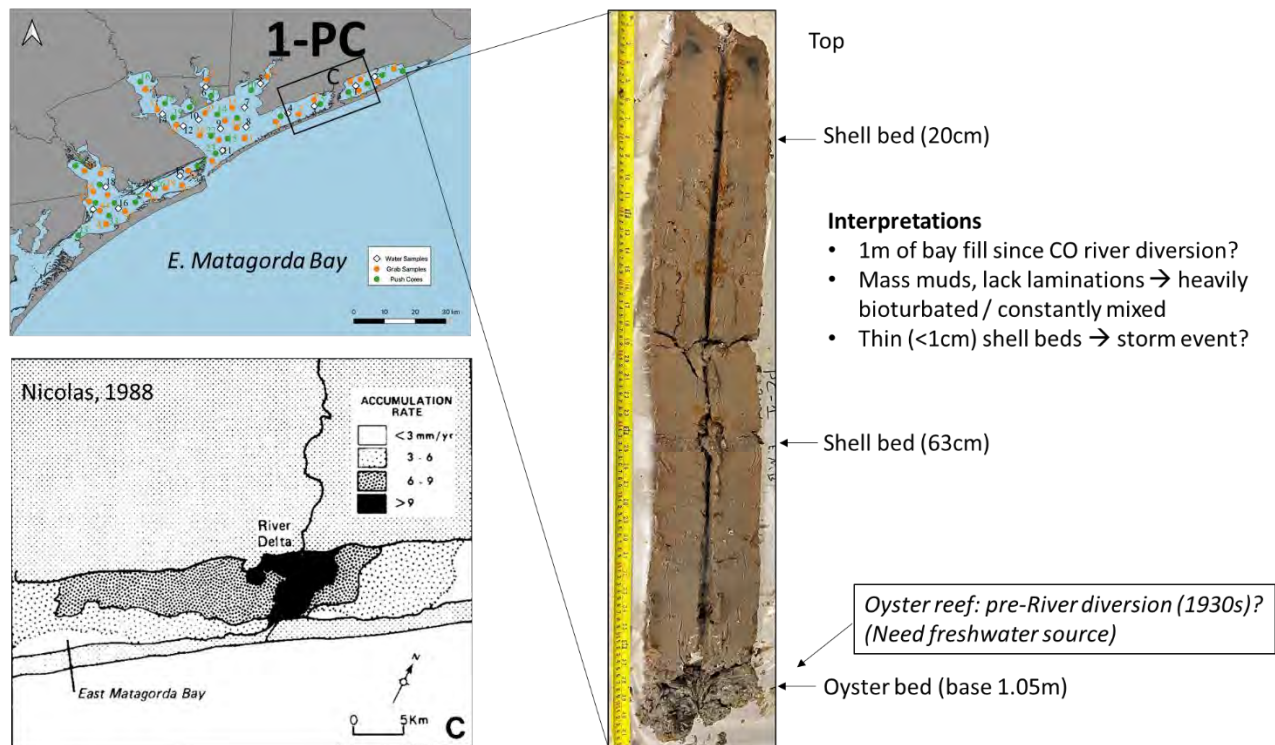 1-PC
C
E. Matagorda Bay
Water Samples
Grab Samples
Push Cores
0 10 20 30 km
Nicolas, 1988
ACCUMULATION
RATE
<3 mm/yr
3 - 6
6 - 9
>9
River
Delta
East Matagorda Bay
N
0 5Km
C
Top
Shell bed (20cm)
Interpretations
• 1m of bay fill since CO river diversion?
• Mass muds, lack laminations → heavily
bioturbated / constantly mixed
• Thin (<1cm) shell beds → storm event?
Shell bed (63cm)
Oyster reef: pre-River diversion (1930s)?
(Need freshwater source)
Oyster bed (base 1.05m)
PC-1